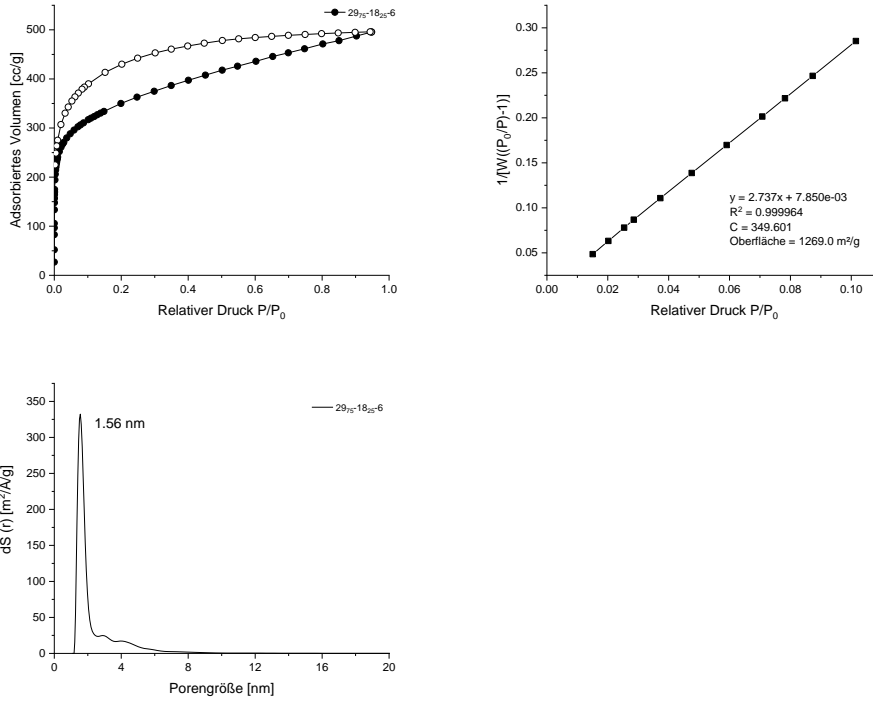 29₇₅-18₂₅-6
Adsorbiertes Volumen [cc/g]
500
400
300
200
100
0
0.0 0.2 0.4 0.6 0.8 1.0
Relativer Druck P/P₀
1/[W((P₀/P)-1)]
0.30
0.25
0.20
0.15
0.10
0.05
y = 2.737x + 7.850e-03
R² = 0.999964
C = 349.601
Oberfläche = 1269.0 m²/g
0.00 0.02 0.04 0.06 0.08 0.10
Relativer Druck P/P₀
29₇₅-18₂₅-6
1.56 nm
dS (r) [m²/A/g]
350
300
250
200
150
100
50
0
0 4 8 12 16 20
Porengröße [nm]